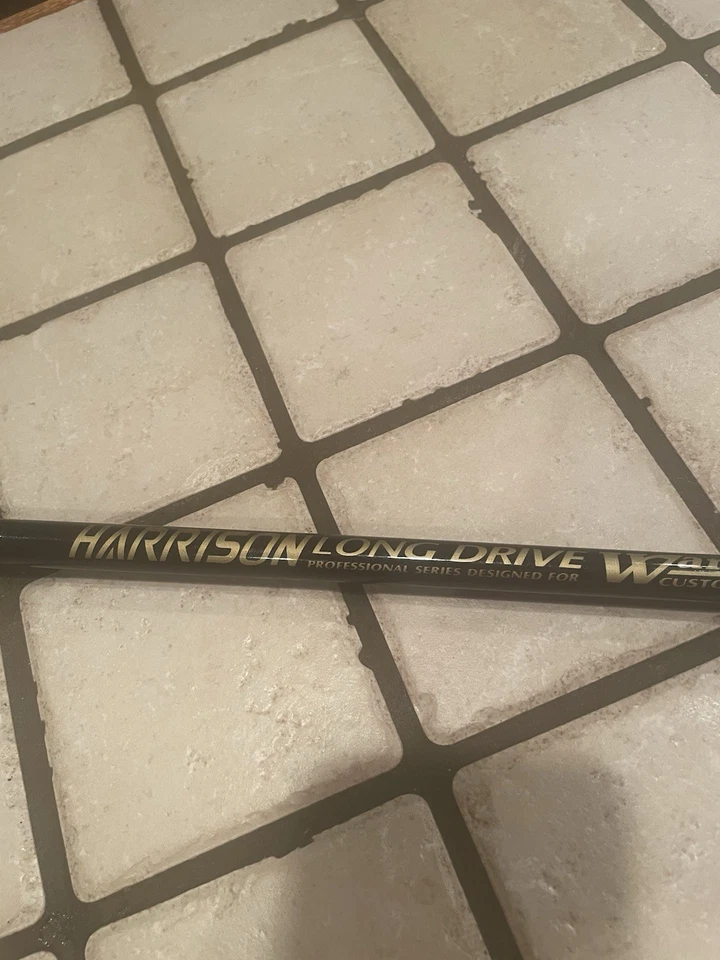 HARRISON LONG DRIVE
PROFESSIONAL SERIES DESIGNED FOR